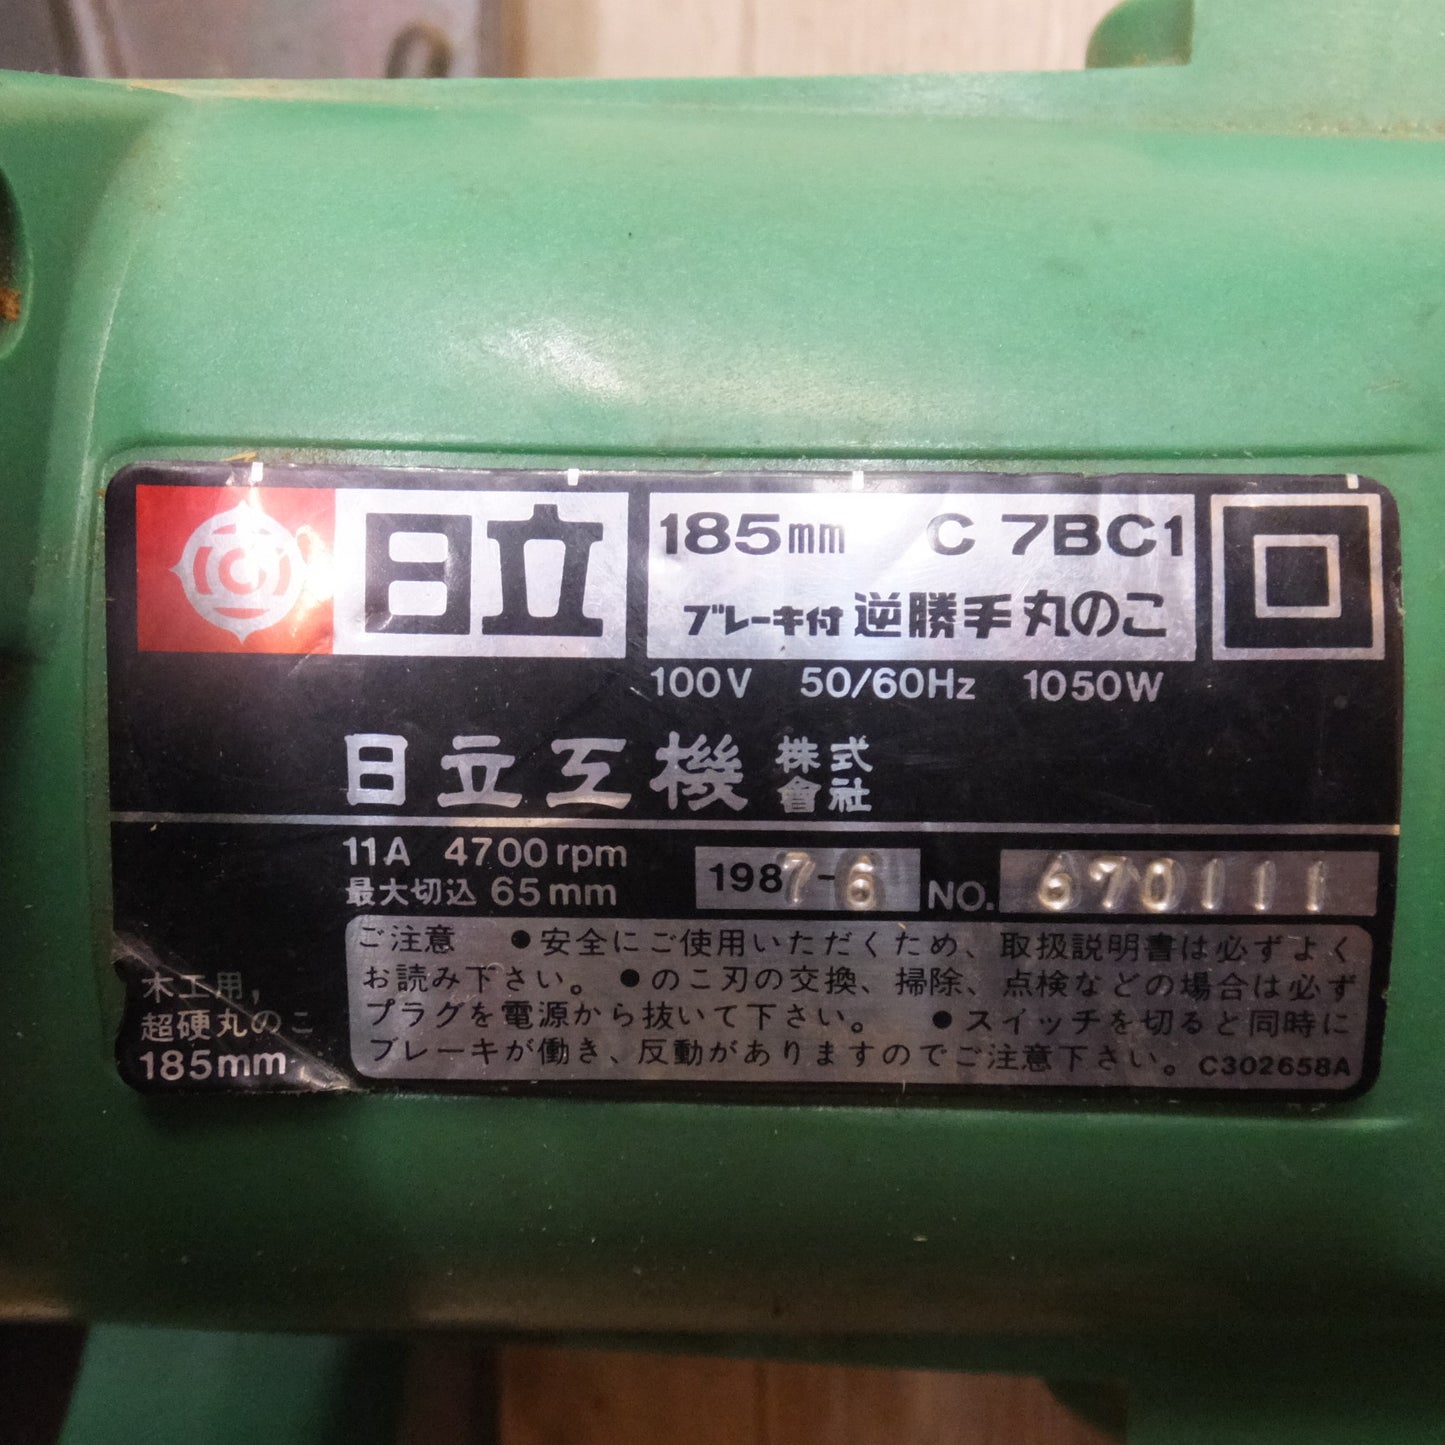 日立
185mm C 7BC1
ブレーキ付 逆勝手 丸のこ
100V 50/60Hz 1050W
日立工機 株式會社
11A 4700rpm
最大切込 65mm
1987-6 NO. 670111
ご注意 ●安全にご使用いただくため、取扱説明書は必ずよく
お読み下さい。●のこ刃の交換、掃除、点検などの場合は必ず
プラグを電源から抜いて下さい。 ●スイッチを切ると同時に
ブレーキが働き、反動がありますのでご注意下さい。C302658A
木工用,
超硬丸のこ
185mm